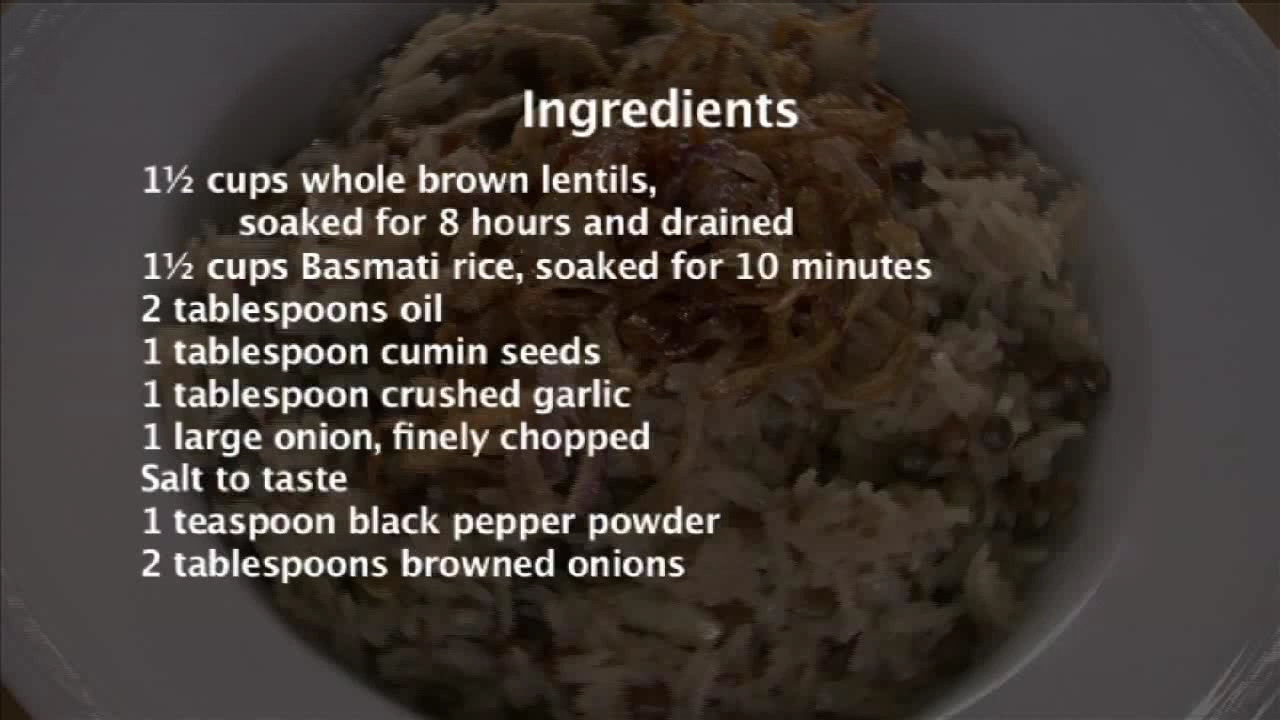 Ingredients
1½ cups whole brown lentils,
soaked for 8 hours and drained
1½ cups Basmati rice, soaked for 10 minutes
2 tablespoons oil
1 tablespoon cumin seeds
1 tablespoon crushed garlic
1 large onion, finely chopped
Salt to taste
1 teaspoon black pepper powder
2 tablespoons browned onions